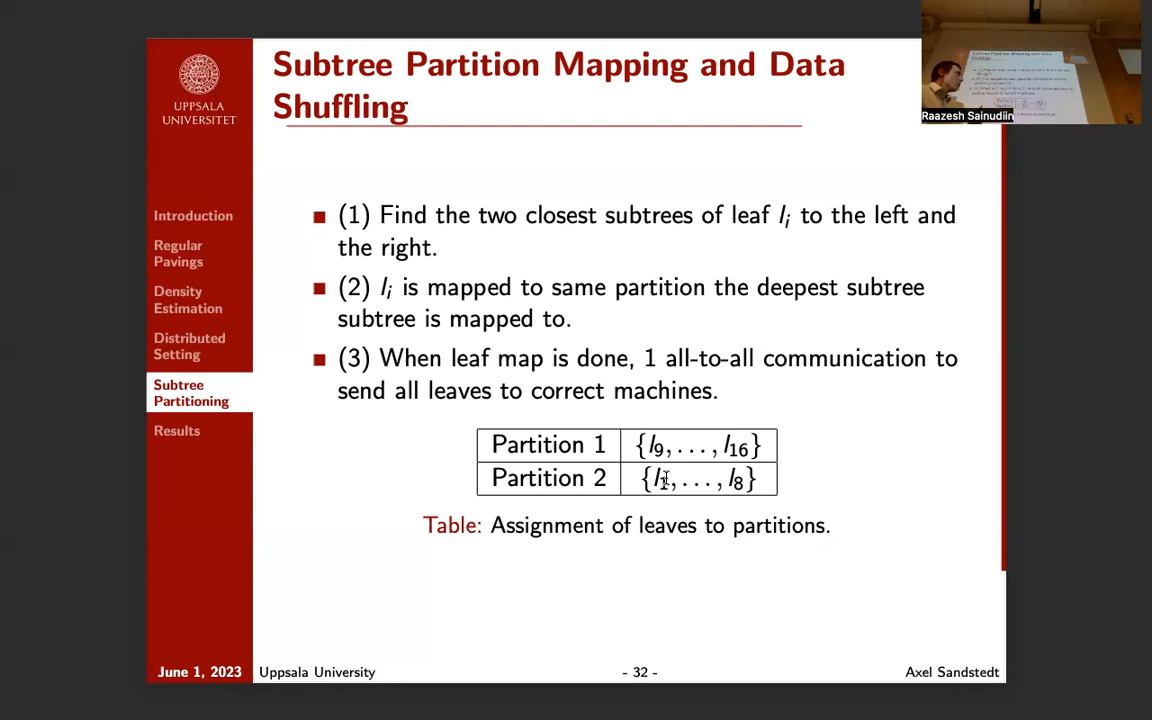 Subtree Partition Mapping and Data
Shuffling
UPPSALA
UNIVERSITET
Introduction
Regular
Pavings
Density
Estimation
Distributed
Setting
Subtree
Partitioning
Results
(1) Find the two closest subtrees of leaf lᵢ to the left and
the right.
(2) lᵢ is mapped to same partition the deepest subtree
subtree is mapped to.
(3) When leaf map is done, 1 all-to-all communication to
send all leaves to correct machines.
Partition 1 {l₉, . . . , l₁₆}
Partition 2 {l₁, . . . , l₈}
Table: Assignment of leaves to partitions.
June 1, 2023 Uppsala University - 32 - Axel Sandstedt
Raazesh Sainudiin